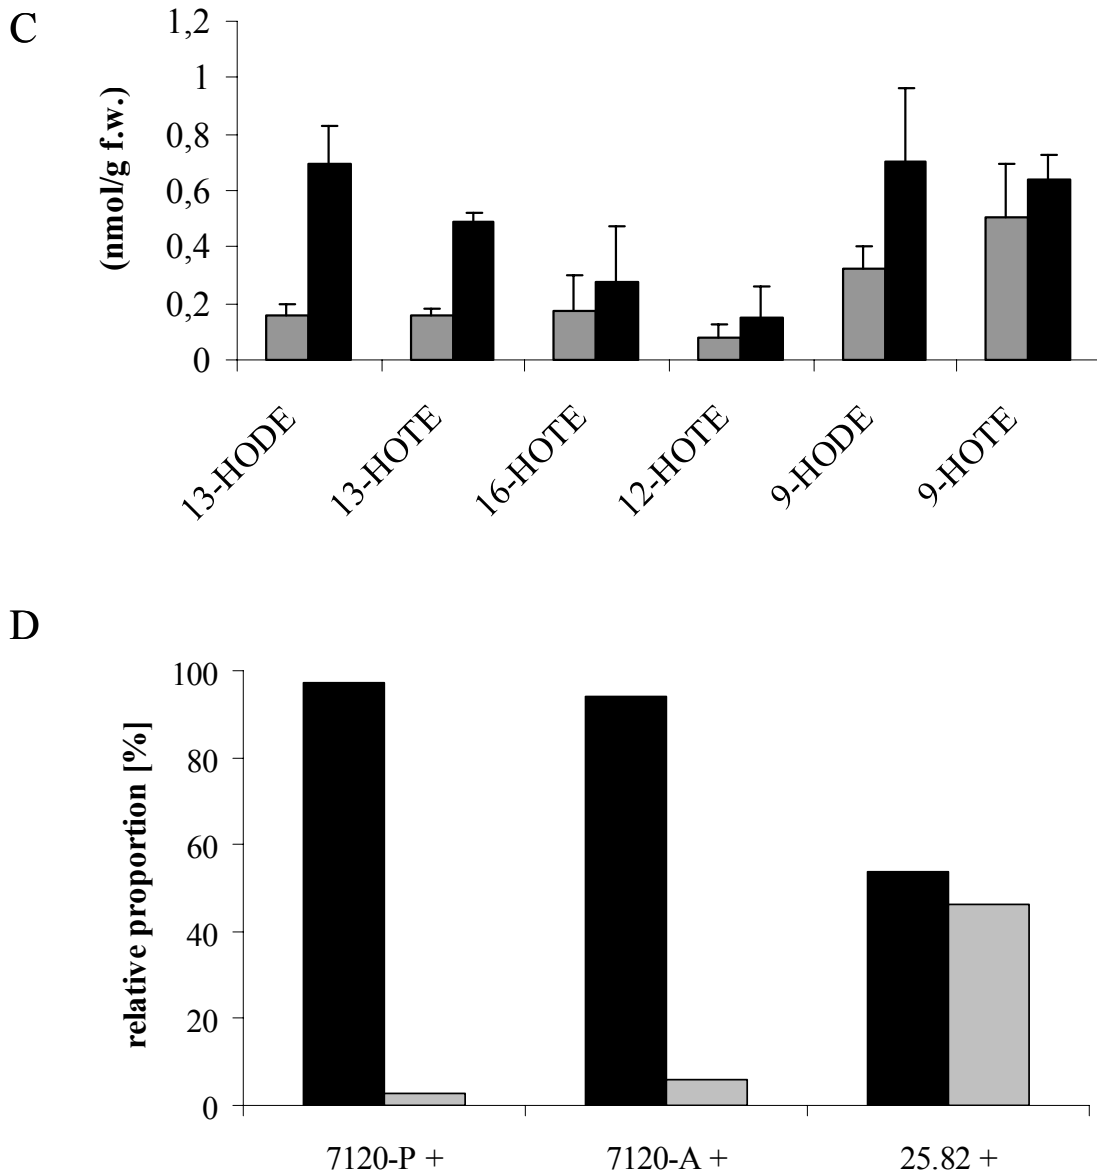 C
(nmol/g f.w.)
1,2
1
0,8
0,6
0,4
0,2
0
13-HODE
13-HOTE
16-HOTE
12-HOTE
9-HODE
9-HOTE
D
relative proportion [%]
100
80
60
40
20
0
7120-P +
7120-A +
25.82 +